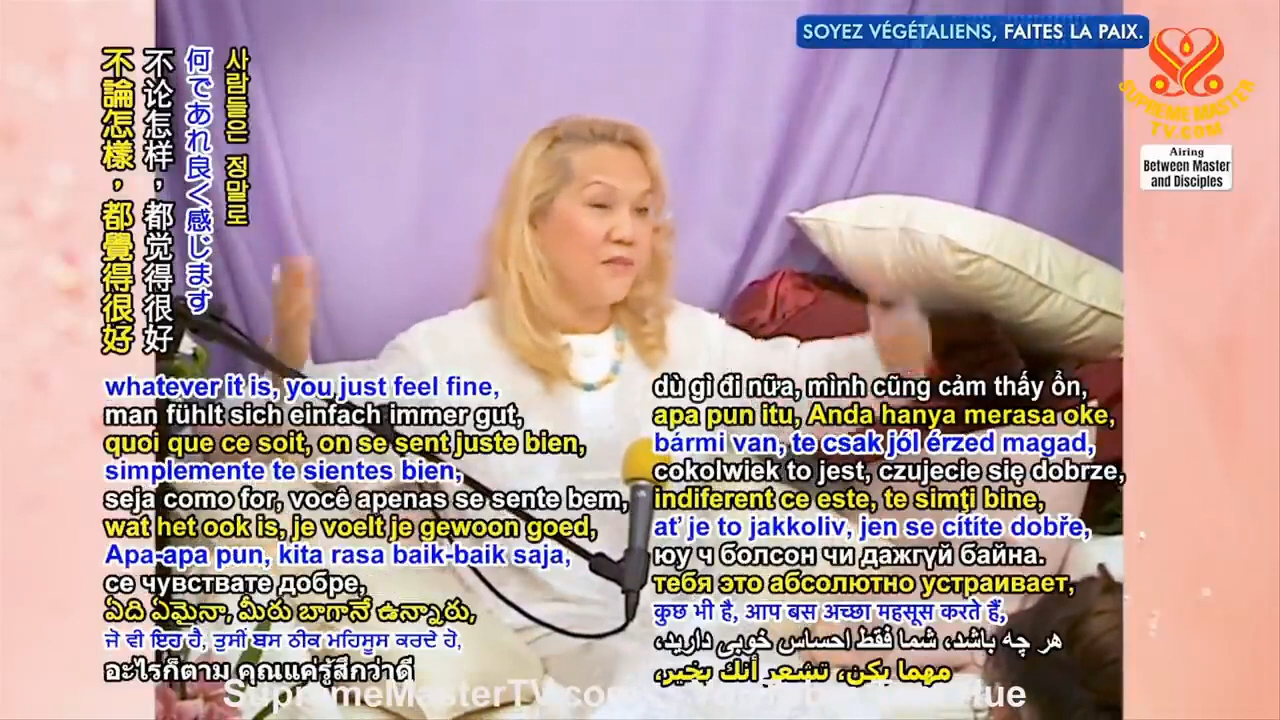 SOYEZ VÉGÉTALIENS, FAITES LA PAIX.
SUPREME MASTER
TV.COM
Airing
Between Master
and Disciples
사람들은 정말로
何であれ良く感じます
不论怎样，都觉得很好
不論怎樣，都覺得很好
whatever it is, you just feel fine,
man fühlt sich einfach immer gut,
quoi que ce soit, on se sent juste bien,
simplemente te sientes bien,
seja como for, você apenas se sente bem,
wat het ook is, je voelt je gewoon goed,
Apa-apa pun, kita rasa baik-baik saja,
се чувствате добре,
ఏది ఏమైనా, మీరు బాగానే ఉన్నారు,
ਜੋ ਵੀ ਇਹ ਹੈ, ਤੁਸੀਂ ਬਸ ਠੀਕ ਮਹਿਸੂਸ ਕਰਦੇ ਹੋ,
อะไรก็ตาม คุณแค่รู้สึกว่าดี
dù gì đi nữa, mình cũng cảm thấy ổn,
apa pun itu, Anda hanya merasa oke,
bármi van, te csak jól érzed magad,
cokolwiek to jest, czujecie się dobrze,
indiferent ce este, te simţi bine,
ať je to jakkoliv, jen se cítíte dobře,
юу ч болсон чи дажгүй байна.
тебя это абсолютно устраивает,
कुछ भी है, आप बस अच्छा महसूस करते हैं,
هر چه باشد، شما فقط احساس خوبی دارید،
مهما يكن، تشعر أنك بخير،
SupremeMasterTV.com